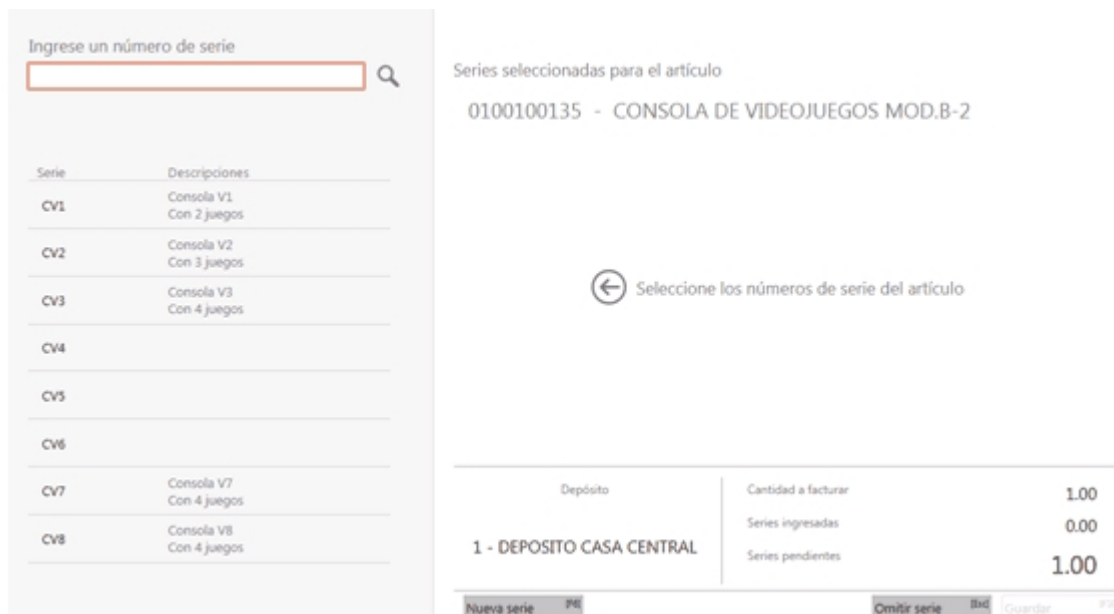 Ingrese un número de serie
Serie Descripciones
CV1 Consola V1
Con 2 juegos
CV2 Consola V2
Con 3 juegos
CV3 Consola V3
Con 4 juegos
CV4
CV5
CV6
CV7 Consola V7
Con 4 juegos
CV8 Consola V8
Con 4 juegos
Series seleccionadas para el artículo
0100100135 - CONSOLA DE VIDEOJUEGOS MOD.B-2
Seleccione los números de serie del artículo
Depósito
1 - DEPOSITO CASA CENTRAL
Cantidad a facturar 1.00
Series ingresadas 0.00
Series pendientes 1.00
Nueva serie
Omitir serie [Esc]
Guardar